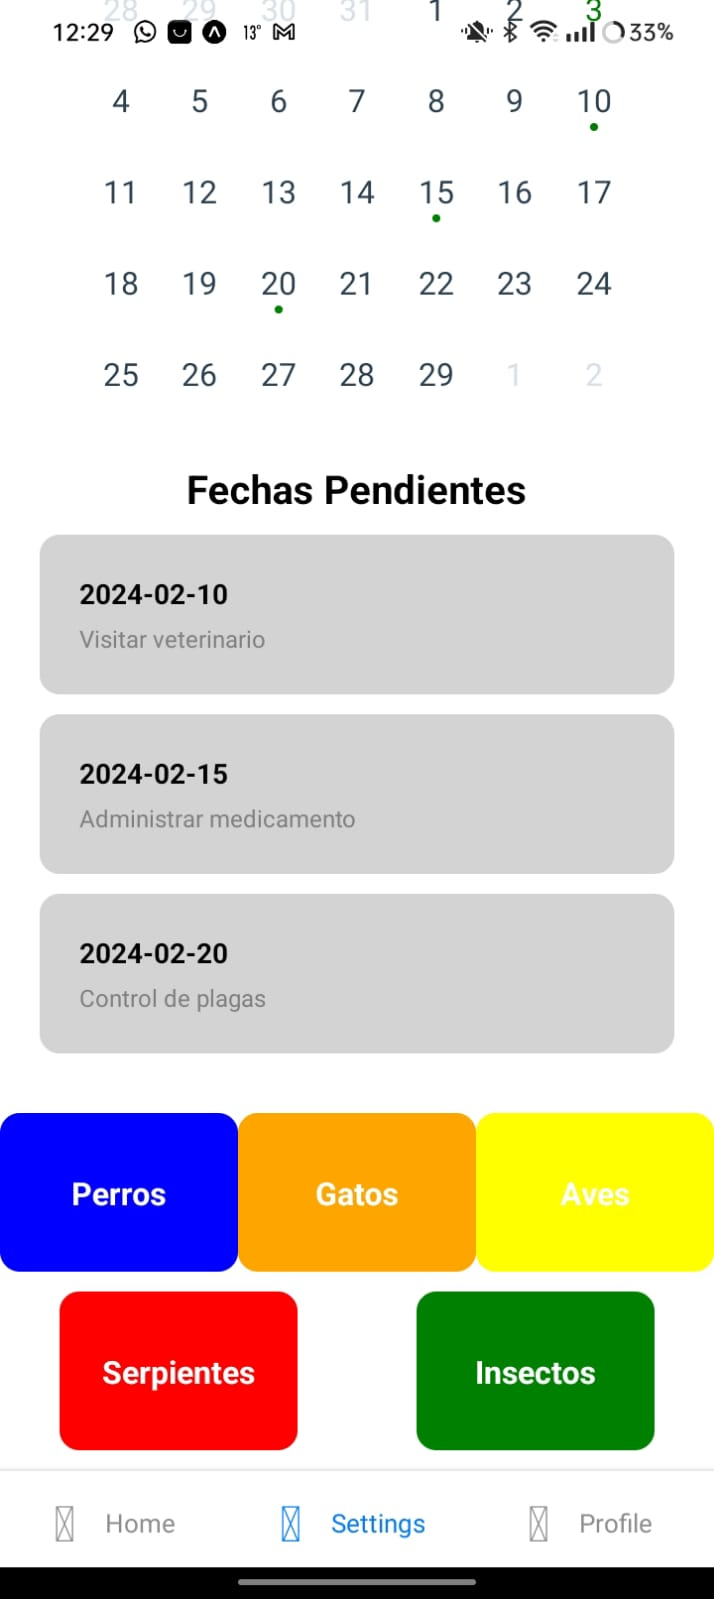 28 29 30 31 1 2 3
12:29 13° 33%
4 5 6 7 8 9 10
11 12 13 14 15 16 17
18 19 20 21 22 23 24
25 26 27 28 29 1 2
Fechas Pendientes
2024-02-10
Visitar veterinario
2024-02-15
Administrar medicamento
2024-02-20
Control de plagas
Perros Gatos Aves
Serpientes Insectos
Home Settings Profile